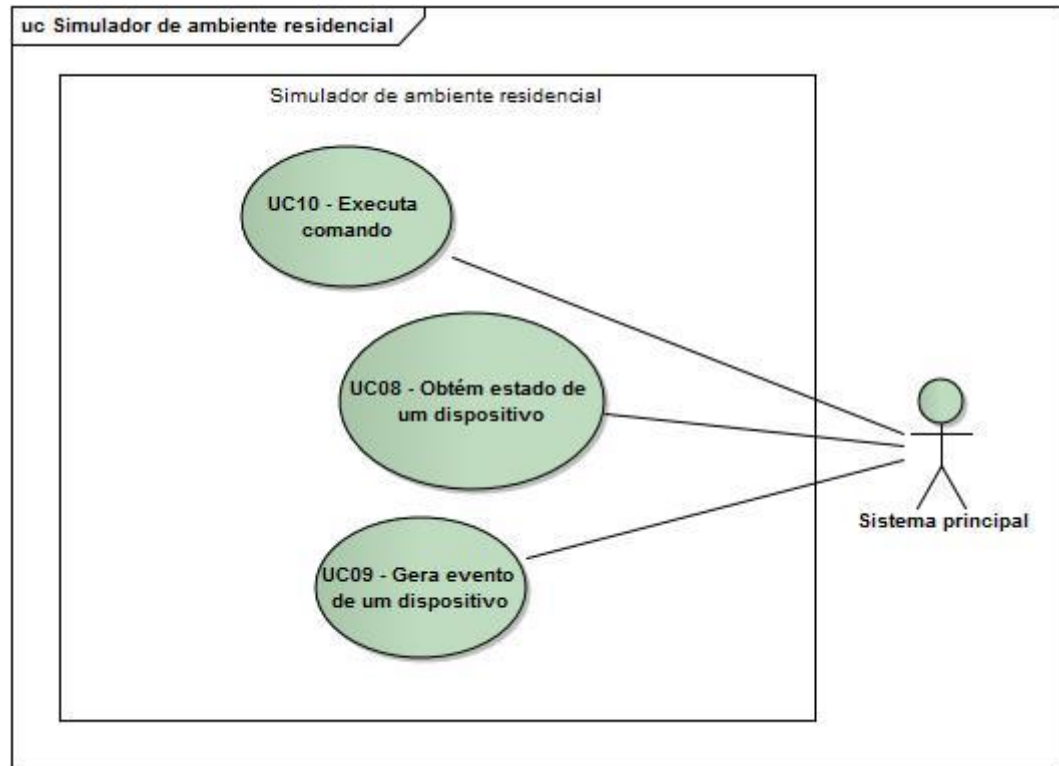 uc Simulador de ambiente residencial
Simulador de ambiente residencial
UC10 - Executa
comando
UC08 - Obtém estado de
um dispositivo
Sistema principal
UC09 - Gera evento
de um dispositivo